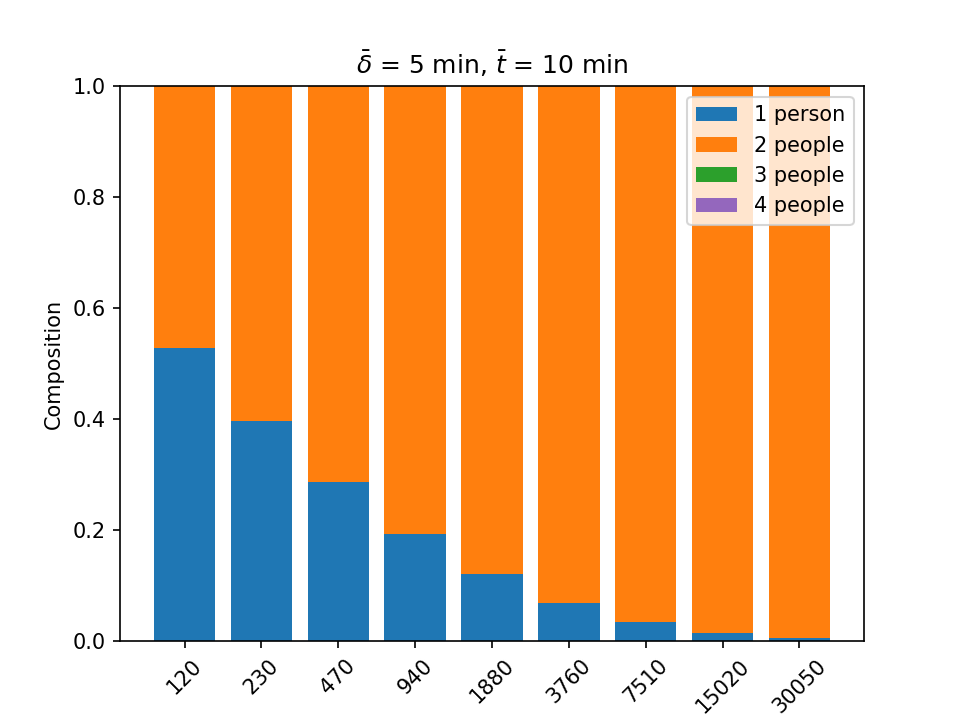 δ̄ = 5 min, t̄ = 10 min
1.0
0.8
0.6
0.4
0.2
0.0
Composition
1 person
2 people
3 people
4 people
120
230
470
940
1880
3760
7510
15020
30050